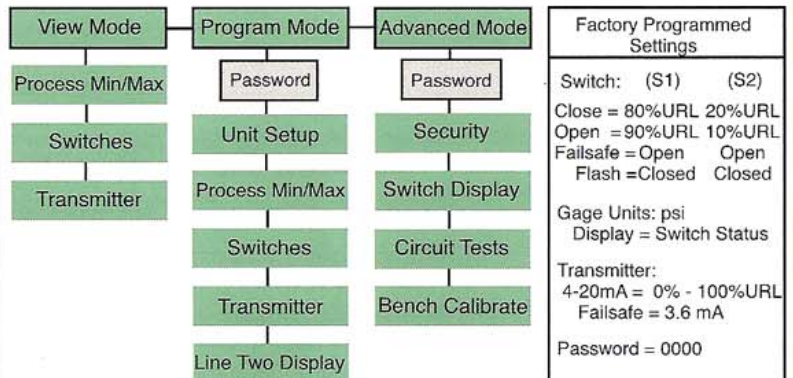 View Mode
Process Min/Max
Switches
Transmitter
Program Mode
Password
Unit Setup
Process Min/Max
Switches
Transmitter
Line Two Display
Advanced Mode
Password
Security
Switch Display
Circuit Tests
Bench Calibrate
Factory Programmed
Settings
Switch: (S1) (S2)
Close = 80%URL 20%URL
Open = 90%URL 10%URL
Failsafe = Open Open
Flash =Closed Closed
Gage Units: psi
Display = Switch Status
Transmitter:
4-20mA = 0% - 100%URL
Failsafe = 3.6 mA
Password = 0000